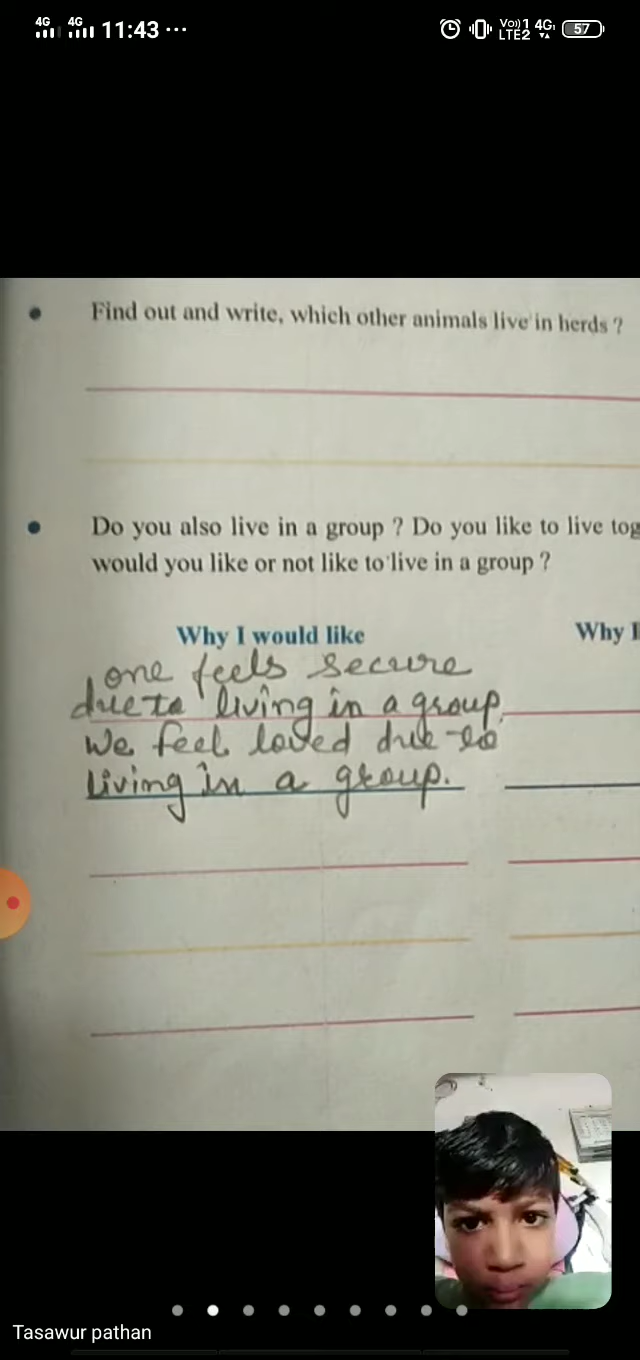 4G 4G 11:43 ...
Vo)) 1 4G
LTE2
57
Find out and write, which other animals live in herds ?
Do you also live in a group ? Do you like to live tog
would you like or not like to live in a group ?
Why I would like
Why I
one feels secure
due to living in a group.
We feel loved due to
living in a group.
Tasawur pathan